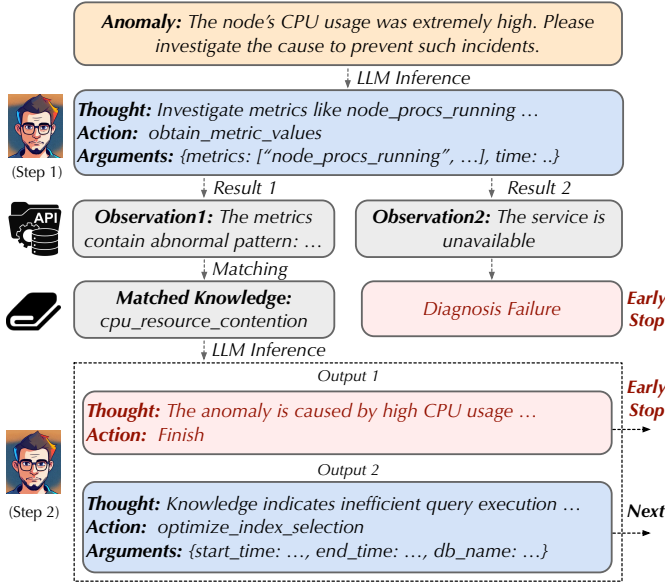 Anomaly: The node's CPU usage was extremely high. Please
investigate the cause to prevent such incidents.
LLM Inference
Thought: Investigate metrics like node_procs_running ...
Action: obtain_metric_values
Arguments: {metrics: ["node_procs_running", ...], time: ..}
(Step 1)
Result 1
Result 2
API
Observation1: The metrics
contain abnormal pattern: ...
Observation2: The service is
unavailable
Matching
Matched Knowledge:
cpu_resource_contention
Diagnosis Failure
Early
Stop
LLM Inference
Output 1
Thought: The anomaly is caused by high CPU usage ...
Action: Finish
Early
Stop
Output 2
Thought: Knowledge indicates inefficient query execution ...
Action: optimize_index_selection
Arguments: {start_time: ..., end_time: ..., db_name: ...}
(Step 2)
Next